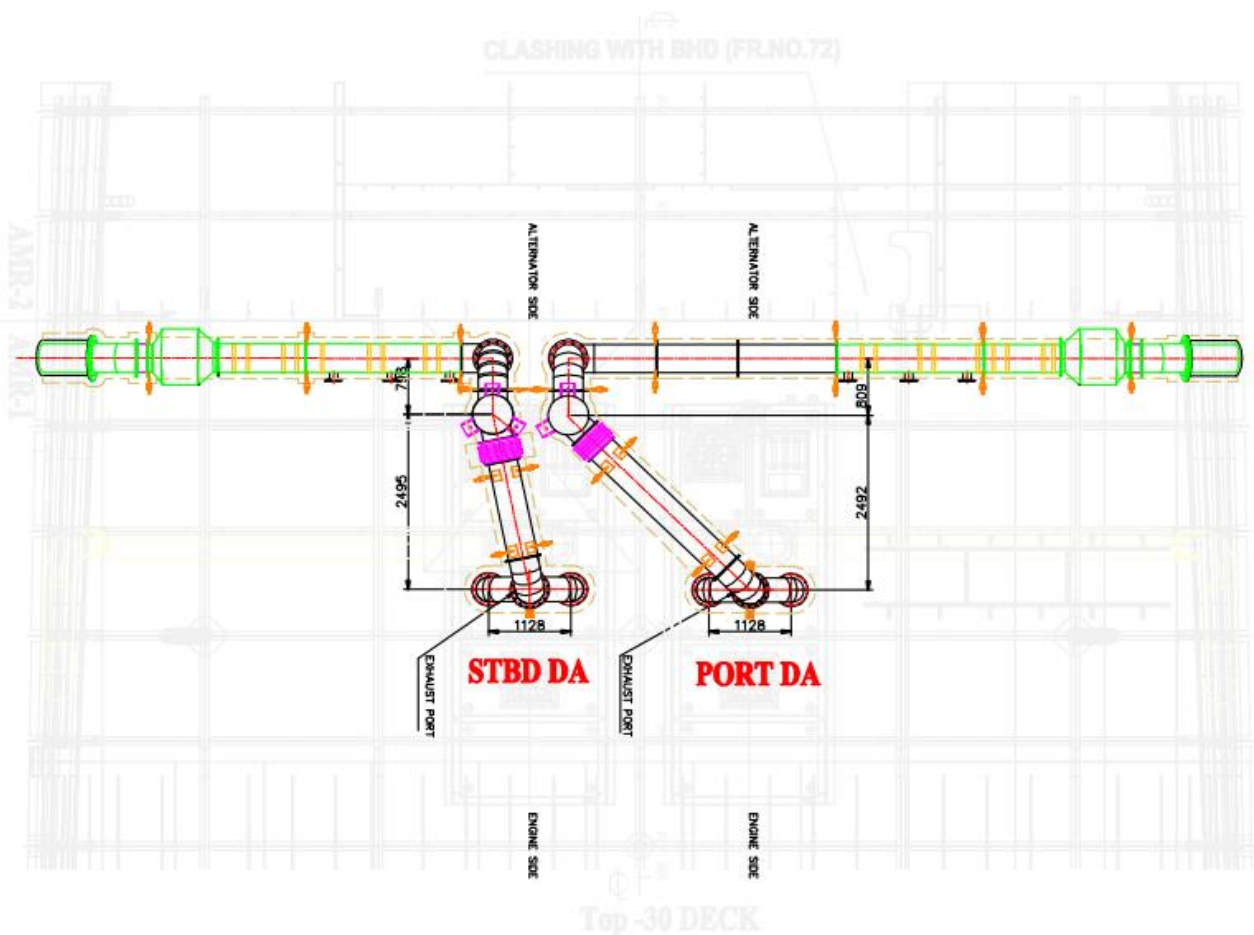 CLASHING WITH BHD (FR.NO.72)
ALTERNATOR SIDE
ALTERNATOR SIDE
AMR-2
AMR-1
793
809
2495
2492
1128
1128
EXHAUST PORT
STBD DA
EXHAUST PORT
PORT DA
ENGINE SIDE
ENGINE SIDE
Top -30 DECK